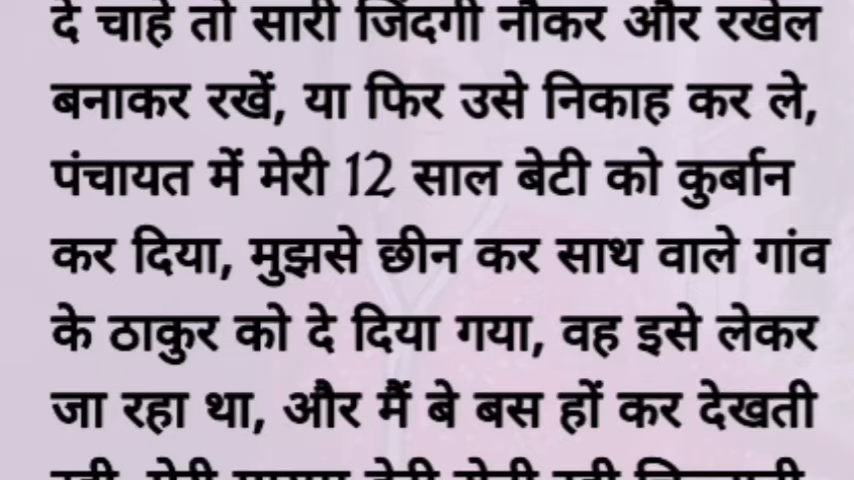 दे चाहे तो सारी जिंदगी नौकर और रखेल
बनाकर रखें, या फिर उसे निकाह कर ले,
पंचायत में मेरी 12 साल बेटी को कुर्बान
कर दिया, मुझसे छीन कर साथ वाले गांव
के ठाकुर को दे दिया गया, वह इसे लेकर
जा रहा था, और मैं बे बस हों कर देखती